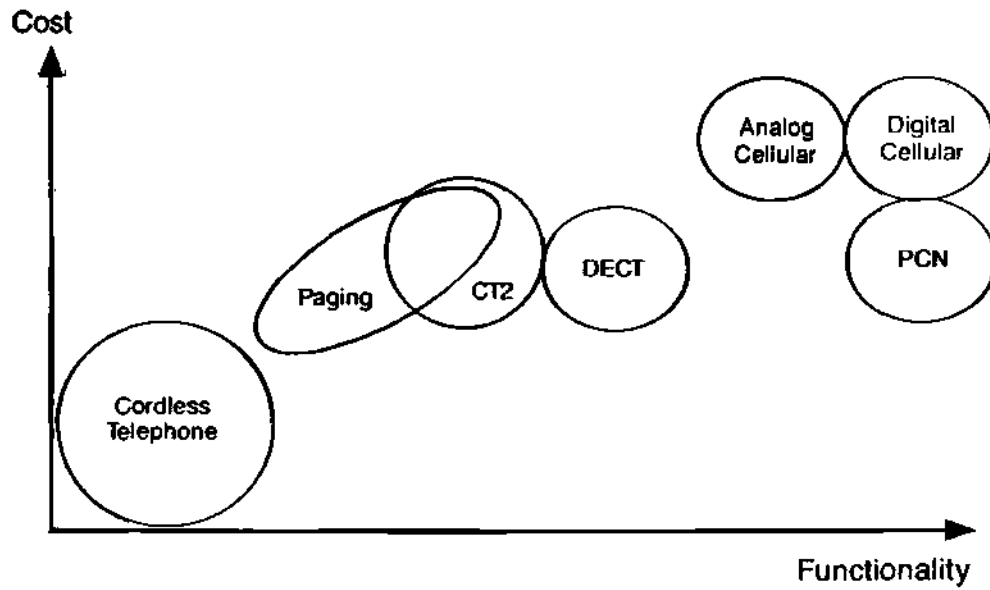 Cost
Analog
Cellular
Digital
Cellular
PCN
DECT
Paging
CT2
Cordless
Telephone
Functionality